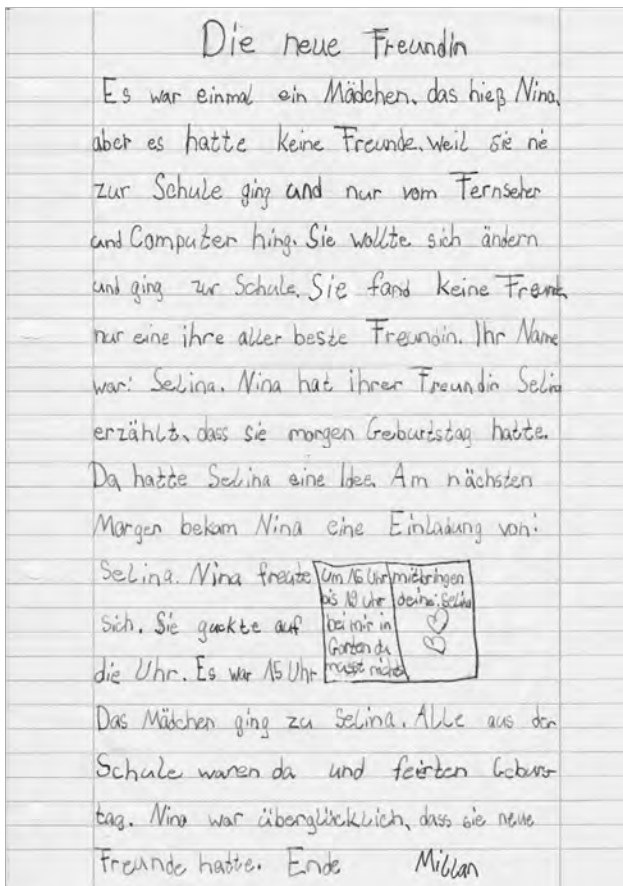 Die neue Freundin
Es war einmal ein Mädchen, das hieß Nina,
aber es hatte keine Freunde, weil sie nie
zur Schule ging und nur vom Fernseher
und Computer hing. Sie wollte sich ändern
und ging zur Schule. Sie fand keine Freunde,
nur eine ihre aller beste Freundin. Ihr Name
war: Selina. Nina hat ihrer Freundin Selina
erzählt, dass sie morgen Geburtstag hatte.
Da hatte Selina eine Idee. Am nächsten
Morgen bekam Nina eine Einladung von:
Selina. Nina freute
sich. Sie guckte auf
die Uhr. Es war 15 Uhr
Um 16 Uhr
bis 19 Uhr
bei mir in
Garten du
musst nichts
mitbringen
deine: Selina
Das Mädchen ging zu Selina. Alle aus der
Schule waren da und feierten Geburs-
tag. Nina war überglücklich, dass sie neue
Freunde hatte. Ende Millan